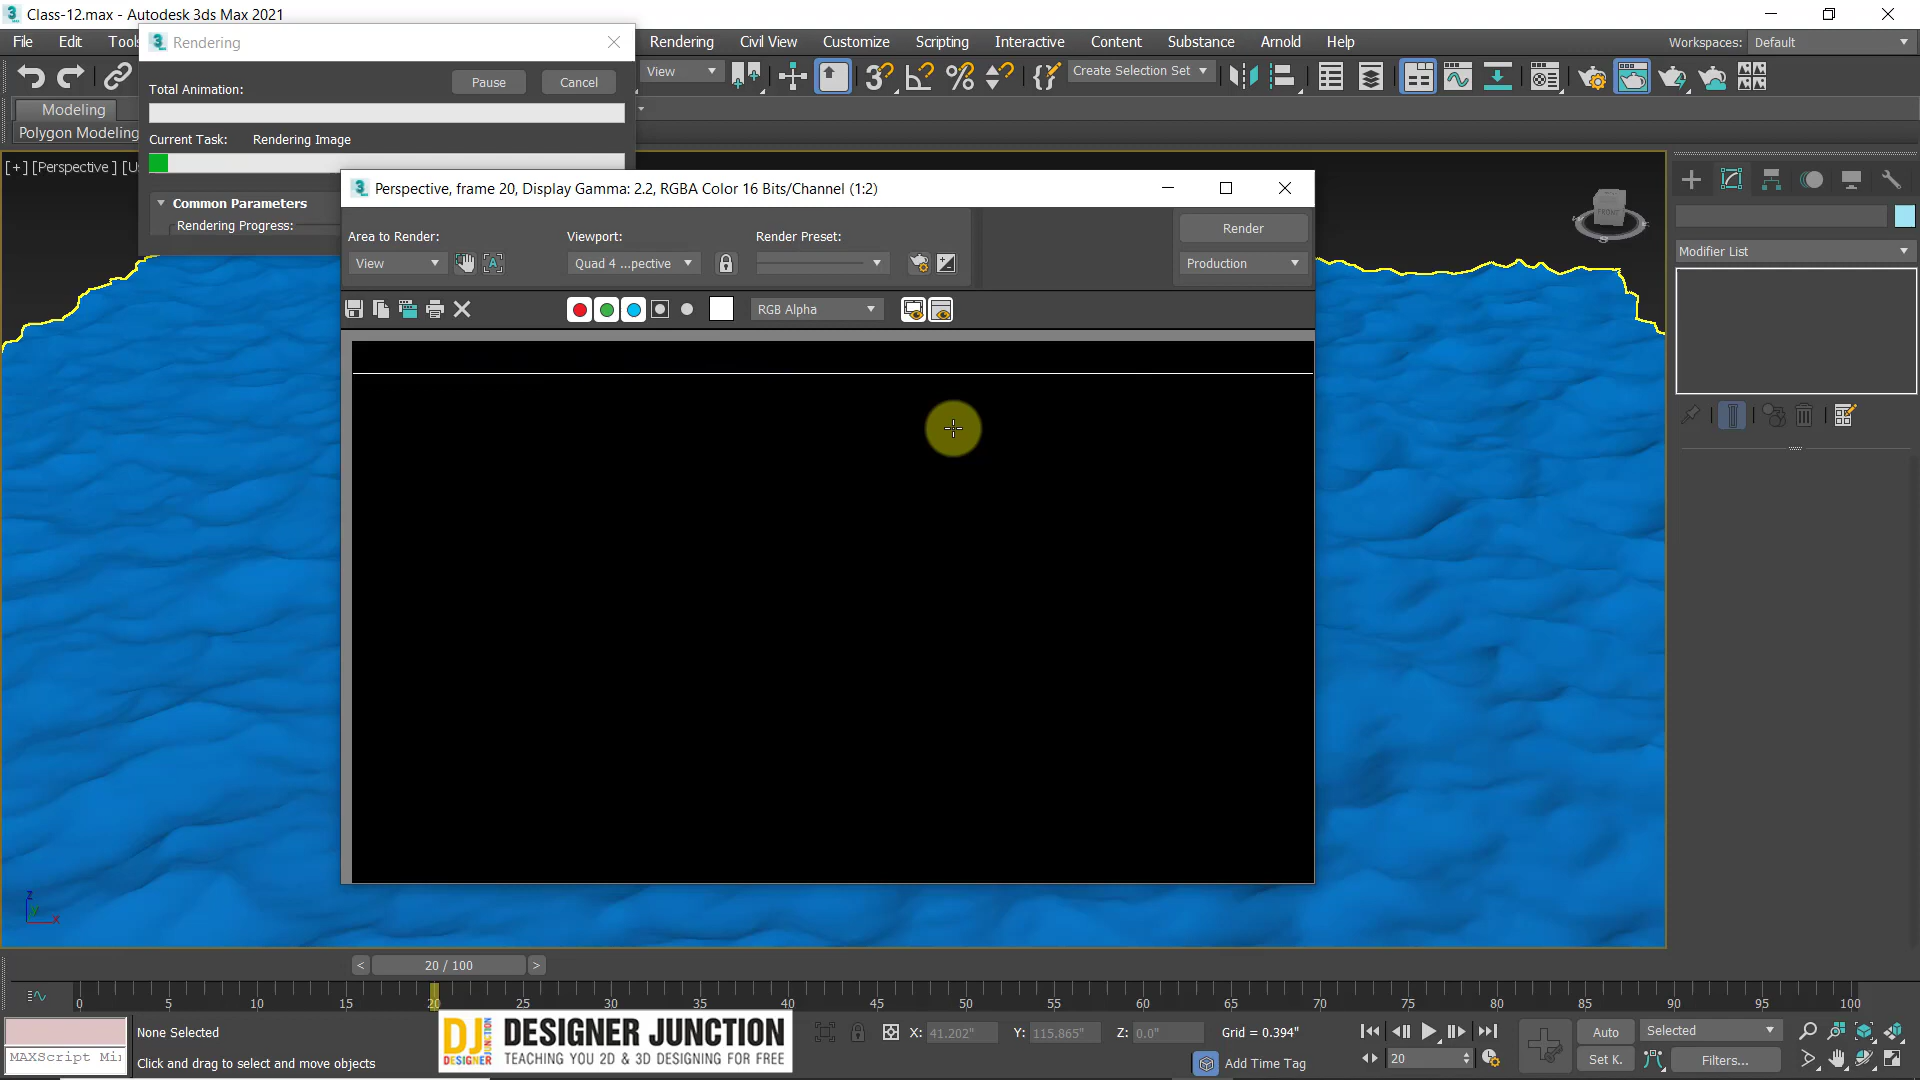 Class-12.max - Autodesk 3ds Max 2021
File Edit Tools Rendering Civil View Customize Scripting Interactive Content Substance Arnold Help Workspaces: Default
Rendering
View Create Selection Set
Total Animation: Pause Cancel
Modeling
Polygon Modeling
Current Task: Rendering Image
[+] [Perspective ]
Common Parameters
Rendering Progress:
Perspective, frame 20, Display Gamma: 2.2, RGBA Color 16 Bits/Channel (1:2)
Area to Render: Viewport: Render Preset: Render
View Quad 4 ...pective Production
RGB Alpha
FRONT
Modifier List
z
y
x
< 20 / 100 >
0 5 10 15 20 25 30 35 40 45 50 55 60 65 70 75 80 85 90 95 100
None Selected
MAXScript Mi
Click and drag to select and move objects
DJ DESIGNER
DESIGNER JUNCTION
TEACHING YOU 2D & 3D DESIGNING FOR FREE
X: 41.202" Y: 115.865" Z: 0.0" Grid = 0.394"
Add Time Tag
20
Auto Selected
Set K. Filters...